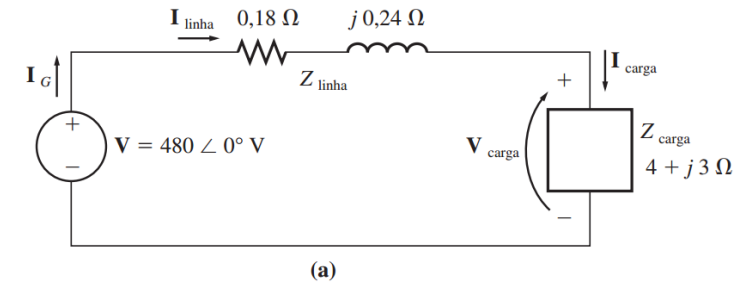 I linha 0,18 Ω j 0,24 Ω
I G
Z linha
I carga
+
V = 480 ∠ 0° V
−
+
V carga
−
Z carga
4 + j 3 Ω
(a)